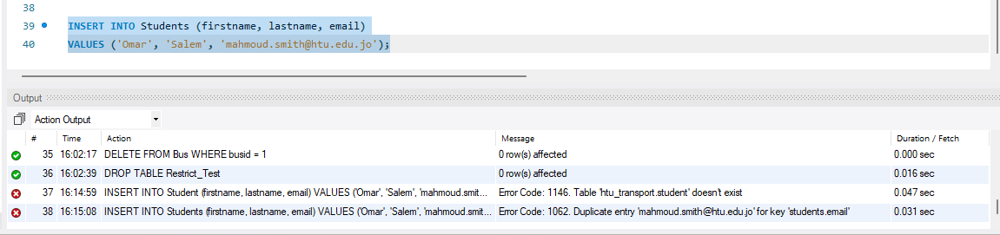 38
39 INSERT INTO Students (firstname, lastname, email)
40 VALUES ('Omar', 'Salem', 'mahmoud.smith@htu.edu.jo');
Output
Action Output
# Time Action Message Duration / Fetch
35 16:02:17 DELETE FROM Bus WHERE busid = 1 0 row(s) affected 0.000 sec
36 16:02:39 DROP TABLE Restrict_Test 0 row(s) affected 0.016 sec
37 16:14:59 INSERT INTO Student (firstname, lastname, email) VALUES ('Omar', 'Salem', 'mahmoud.smit... Error Code: 1146. Table 'htu_transport.student' doesn't exist 0.047 sec
38 16:15:08 INSERT INTO Students (firstname, lastname, email) VALUES ('Omar', 'Salem', 'mahmoud.smit... Error Code: 1062. Duplicate entry 'mahmoud.smith@htu.edu.jo' for key 'students.email' 0.031 sec